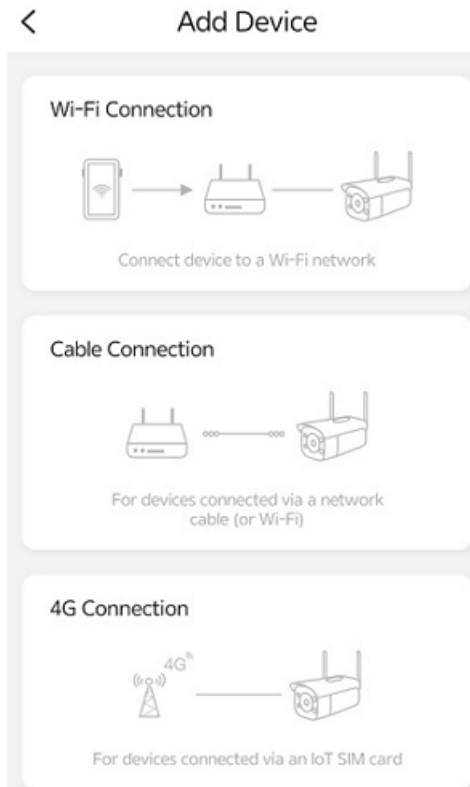 Add Device
Wi-Fi Connection
Connect device to a Wi-Fi network
Cable Connection
For devices connected via a network
cable (or Wi-Fi)
4G Connection
4G
For devices connected via an IoT SIM card